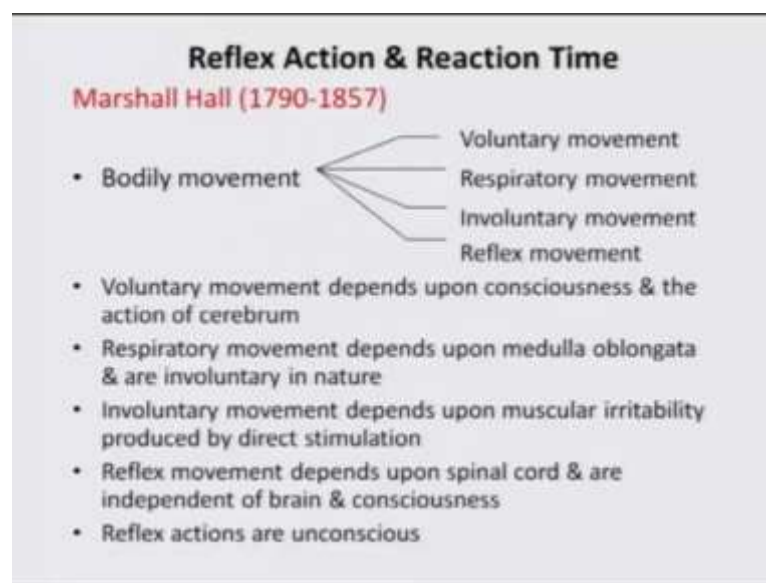 Reflex Action & Reaction Time
Marshall Hall (1790-1857)
• Bodily movement
Voluntary movement
Respiratory movement
Involuntary movement
Reflex movement
• Voluntary movement depends upon consciousness & the
action of cerebrum
• Respiratory movement depends upon medulla oblongata
& are involuntary in nature
• Involuntary movement depends upon muscular irritability
produced by direct stimulation
• Reflex movement depends upon spinal cord & are
independent of brain & consciousness
• Reflex actions are unconscious